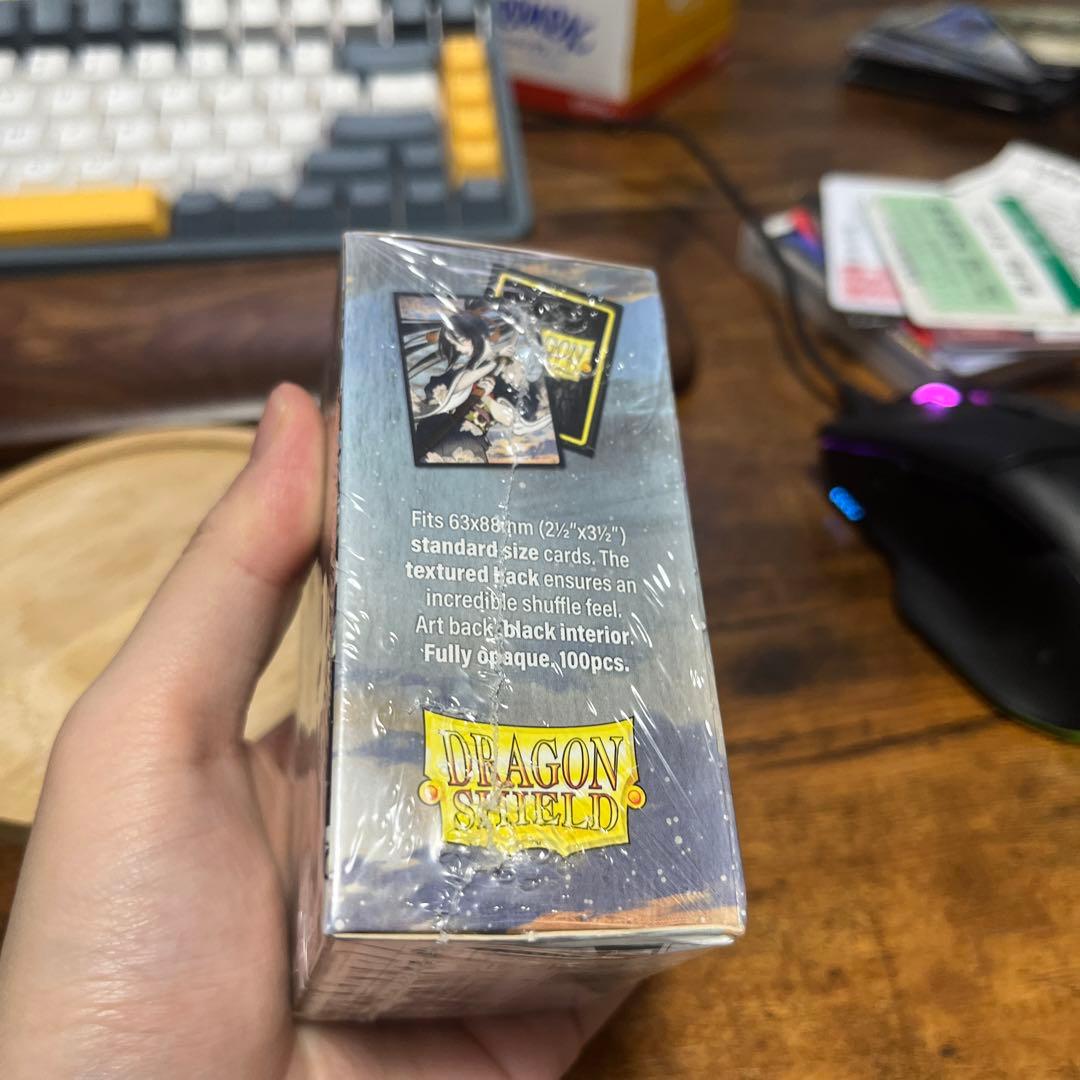 GON
Fits 63x88mm (2½"x3½")
standard size cards. The
textured back ensures an
incredible shuffle feel.
Art back, black interior.
Fully opaque. 100pcs.
DRAGON
SHIELD